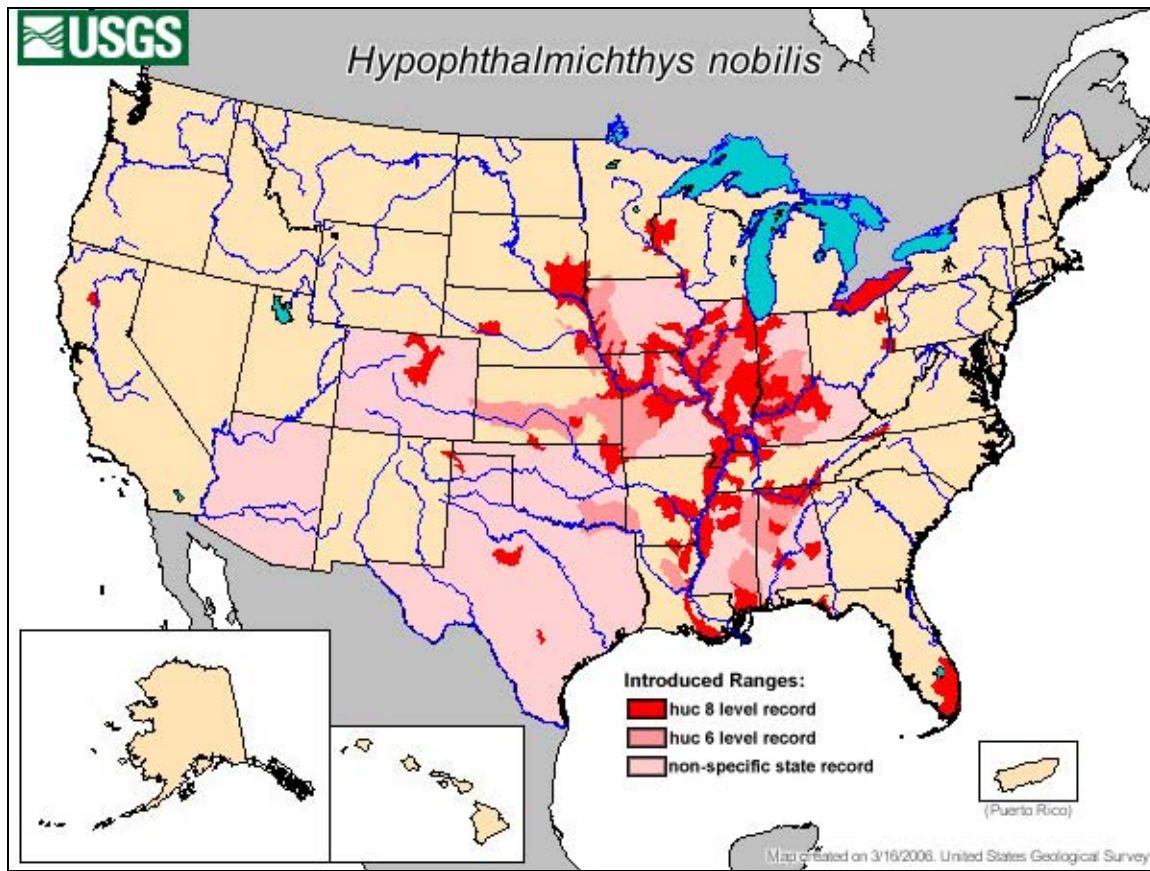 USGS
Hypophthalmichthys nobilis
Introduced Ranges:
huc 8 level record
huc 6 level record
non-specific state record
(Puerto Rico)
Map created on 3/16/2006. United States Geological Survey